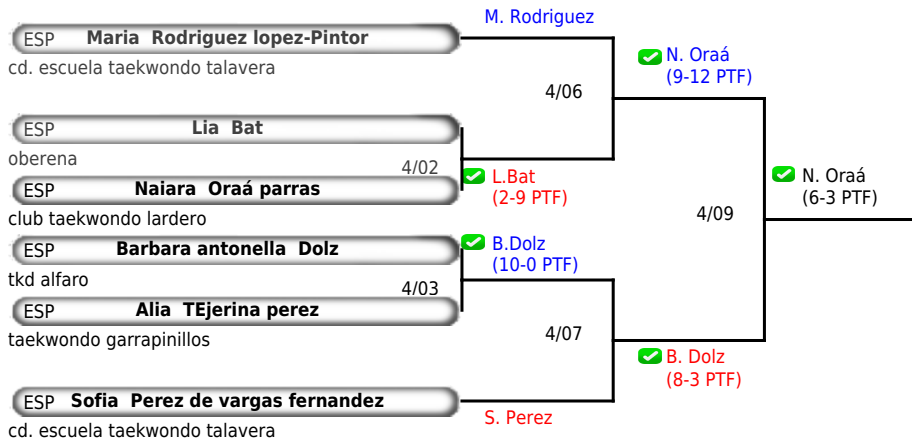 M. Rodriguez
ESP Maria Rodriguez lopez-Pintor
cd. escuela taekwondo talavera
N. Oraá
(9-12 PTF)
4/06
ESP Lia Bat
oberena
4/02
L.Bat
(2-9 PTF)
ESP Naiara Oraá parras
club taekwondo lardero
N. Oraá
(6-3 PTF)
4/09
ESP Barbara antonella Dolz
tkd alfaro
B.Dolz
(10-0 PTF)
4/03
ESP Alia TEjerina perez
taekwondo garrapinillos
4/07
B. Dolz
(8-3 PTF)
ESP Sofia Perez de vargas fernandez
cd. escuela taekwondo talavera
S. Perez